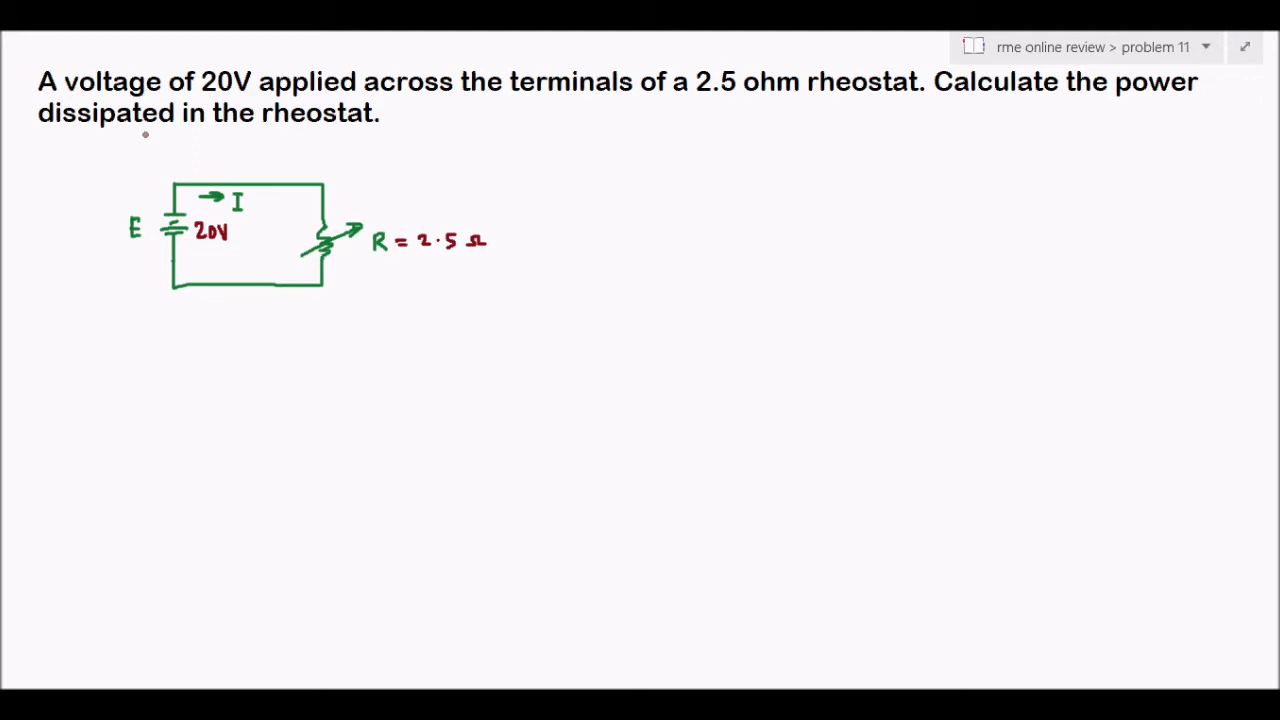 rme online review > problem 11
A voltage of 20V applied across the terminals of a 2.5 ohm rheostat. Calculate the power
dissipated in the rheostat.
I
E 20V
R = 2.5 Ω